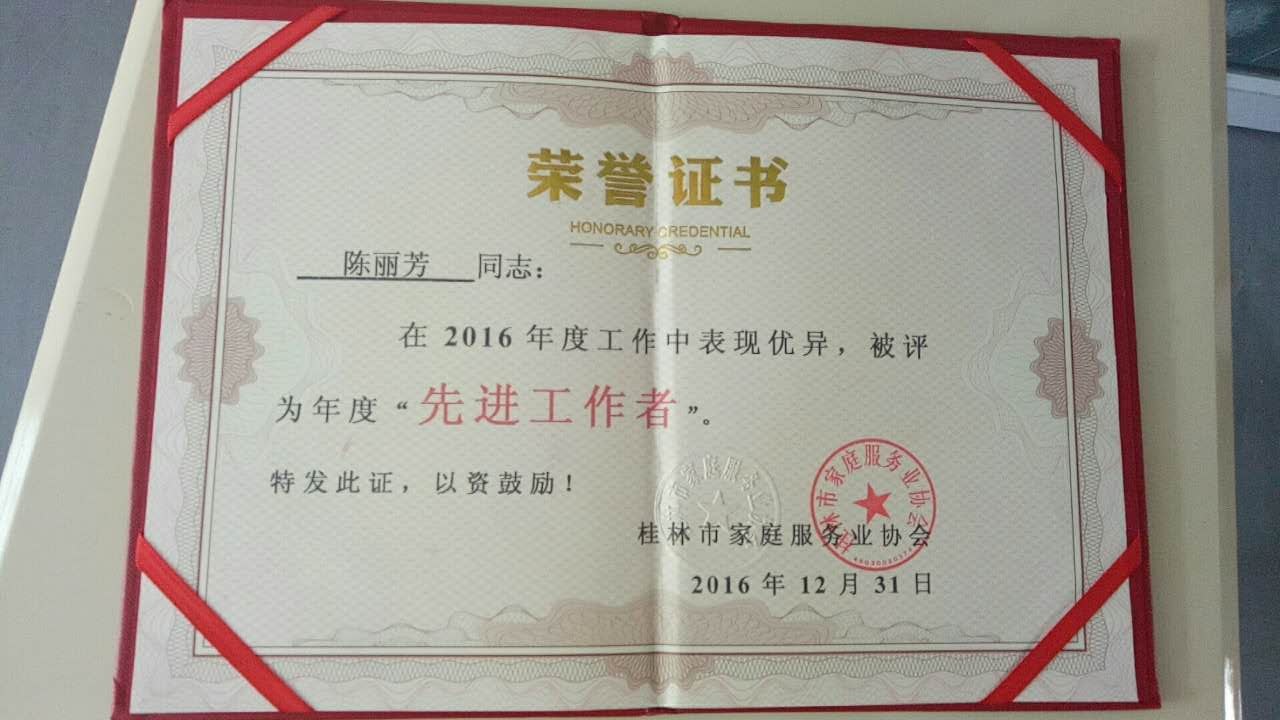 荣誉证书
HONORARY CREDENTIAL
陈丽芳 同志：
在 2016 年度工作中表现优异，被评
为年度“先进工作者”。
特发此证，以资鼓励！
桂林市家庭服务业协会
桂林市家庭服务业协会
2016 年 12 月 31 日